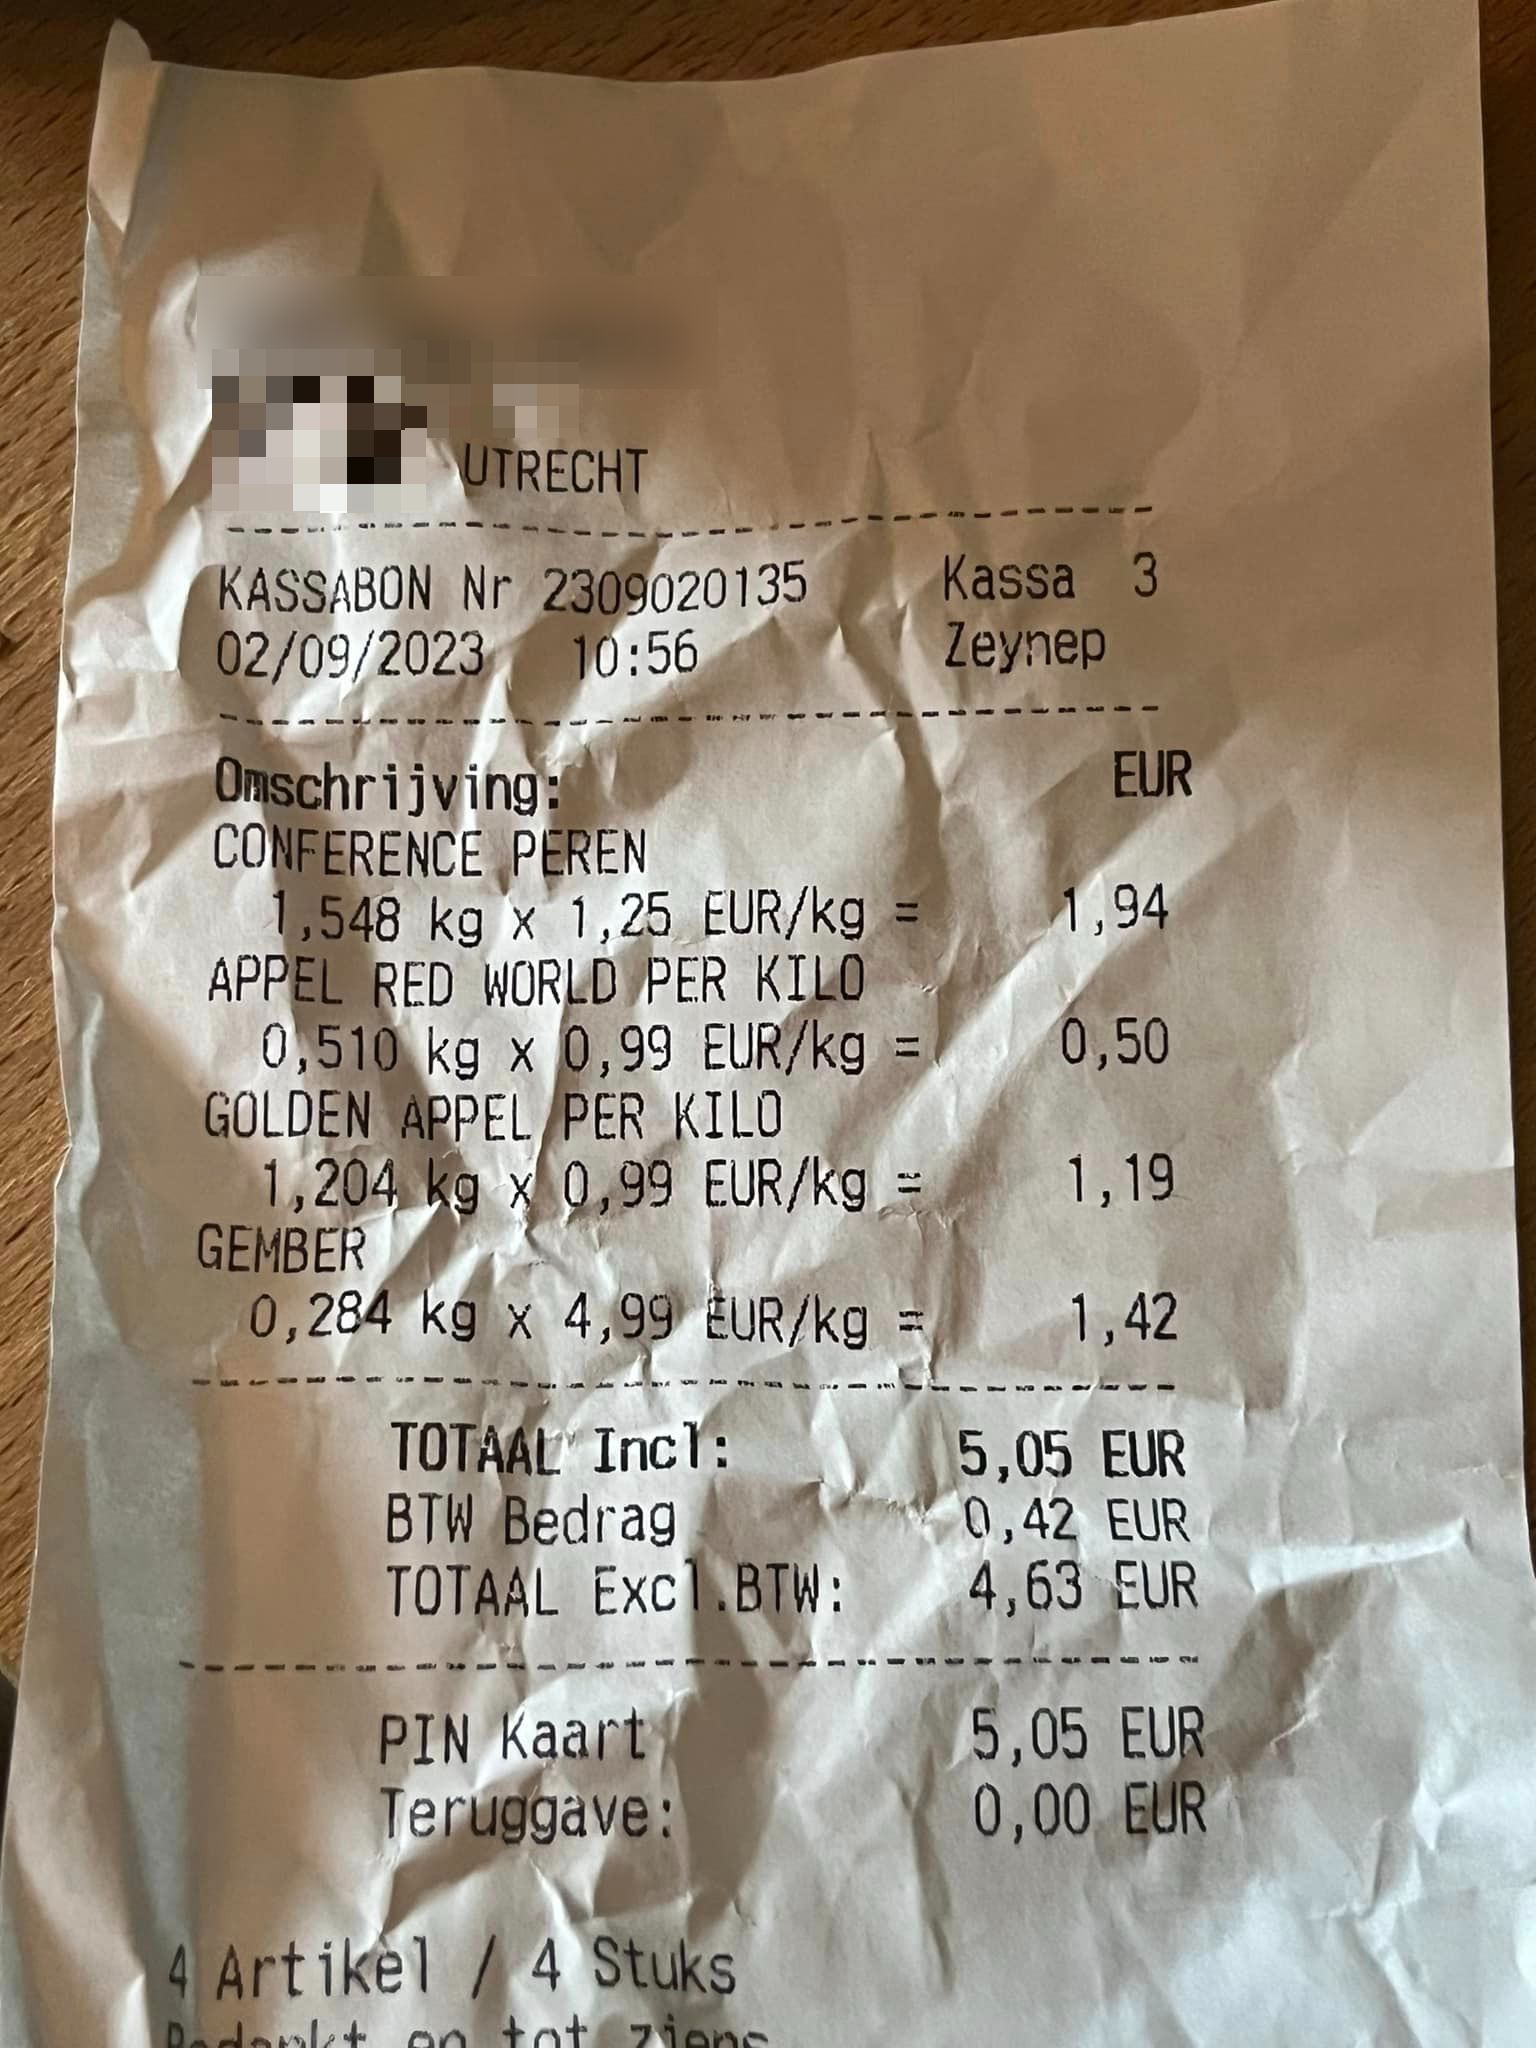 UTRECHT
KASSABON Nr 2309020135 Kassa 3
02/09/2023 10:56 Zeynep
Omschrijving: EUR
CONFERENCE PEREN
1,548 kg x 1,25 EUR/kg = 1,94
APPEL RED WORLD PER KILO
0,510 kg x 0,99 EUR/kg = 0,50
GOLDEN APPEL PER KILO
1,204 kg x 0,99 EUR/kg = 1,19
GEMBER
0,284 kg x 4,99 EUR/kg = 1,42
TOTAAL Incl: 5,05 EUR
BTW Bedrag 0,42 EUR
TOTAAL Excl.BTW: 4,63 EUR
PIN Kaart 5,05 EUR
Teruggave: 0,00 EUR
4 Artikel / 4 Stuks
Bedankt en tot ziens